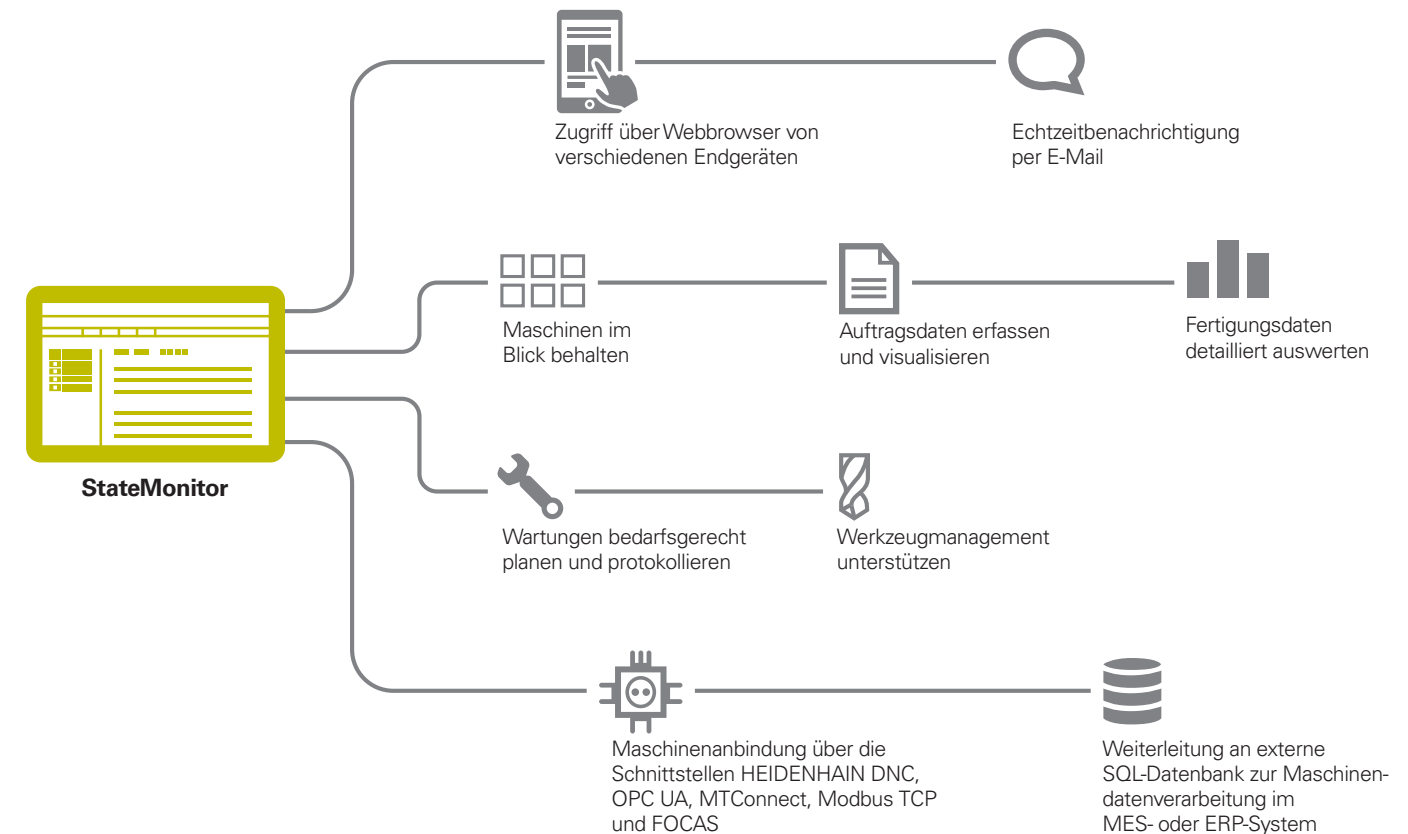 Zugriff über Webbrowser von
verschiedenen Endgeräten
Echtzeitbenachrichtigung
per E-Mail
Maschinen im
Blick behalten
Auftragsdaten erfassen
und visualisieren
Fertigungsdaten
detailliert auswerten
StateMonitor
Wartungen bedarfsgerecht
planen und protokollieren
Werkzeugmanagement
unterstützen
Maschinenanbindung über die
Schnittstellen HEIDENHAIN DNC,
OPC UA, MTConnect, Modbus TCP
und FOCAS
Weiterleitung an externe
SQL-Datenbank zur Maschinen-
datenverarbeitung im
MES- oder ERP-System